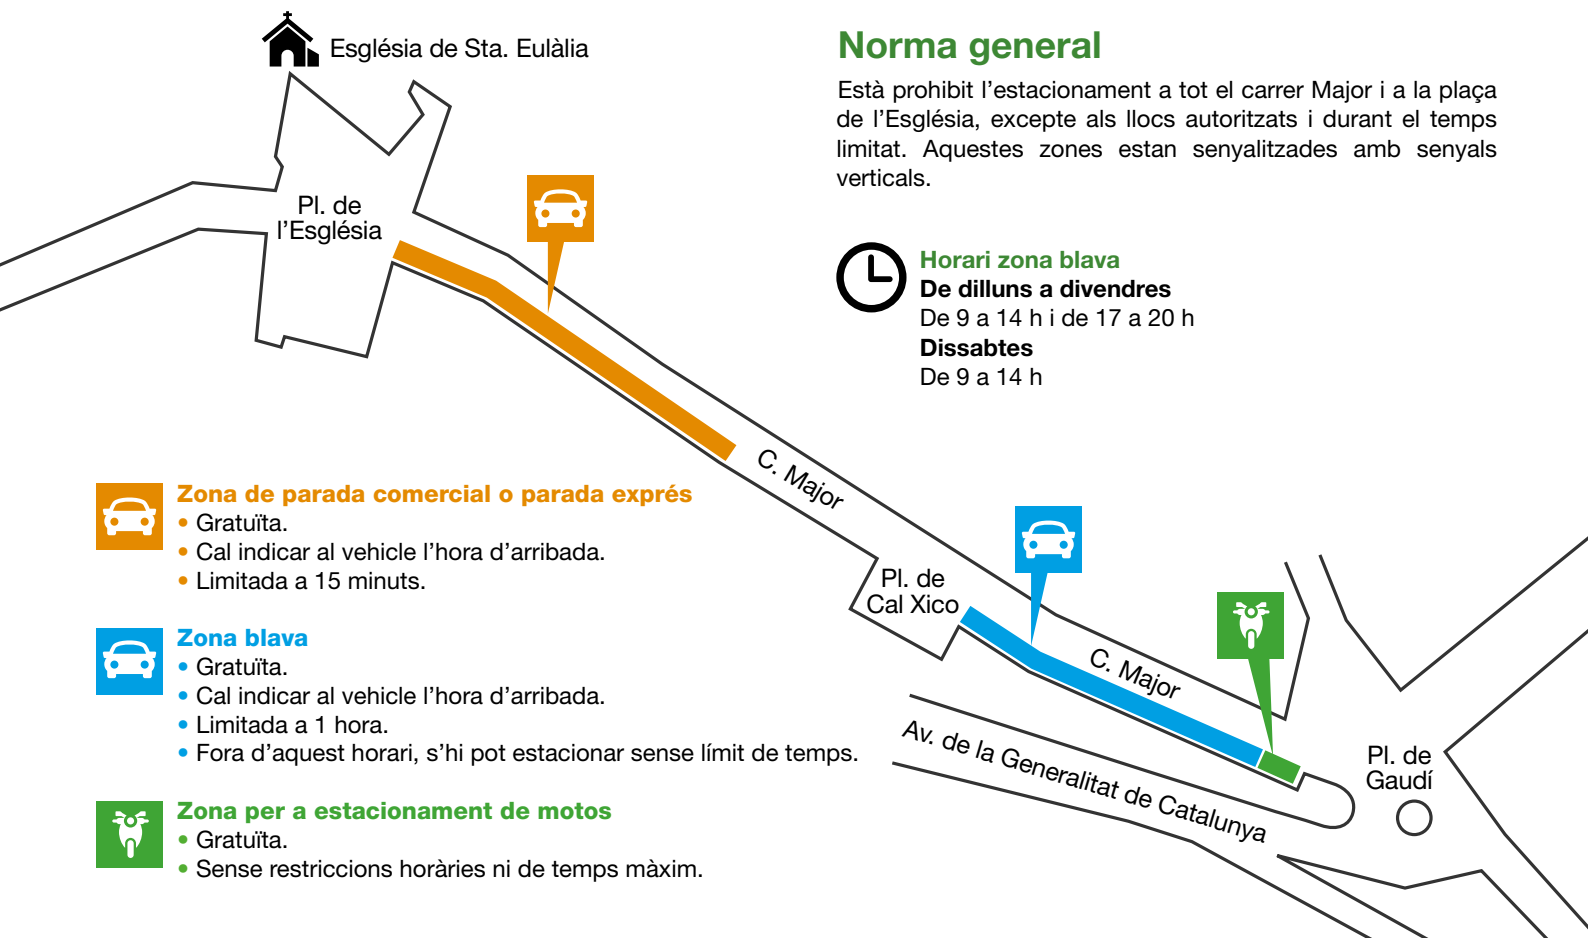 Església de Sta. Eulàlia
Norma general
Està prohibit l’estacionament a tot el carrer Major i a la plaça
de l’Església, excepte als llocs autoritzats i durant el temps
limitat. Aquestes zones estan senyalitzades amb senyals
verticals.
Pl. de
l’Església
Horari zona blava
De dilluns a divendres
De 9 a 14 h i de 17 a 20 h
Dissabtes
De 9 a 14 h
C. Major
Zona de parada comercial o parada exprés
• Gratuïta.
• Cal indicar al vehicle l’hora d’arribada.
• Limitada a 15 minuts.
Pl. de
Cal Xico
Zona blava
• Gratuïta.
• Cal indicar al vehicle l’hora d’arribada.
• Limitada a 1 hora.
• Fora d’aquest horari, s’hi pot estacionar sense límit de temps.
C. Major
Av. de la Generalitat de Catalunya
Pl. de
Gaudí
Zona per a estacionament de motos
• Gratuïta.
• Sense restriccions horàries ni de temps màxim.